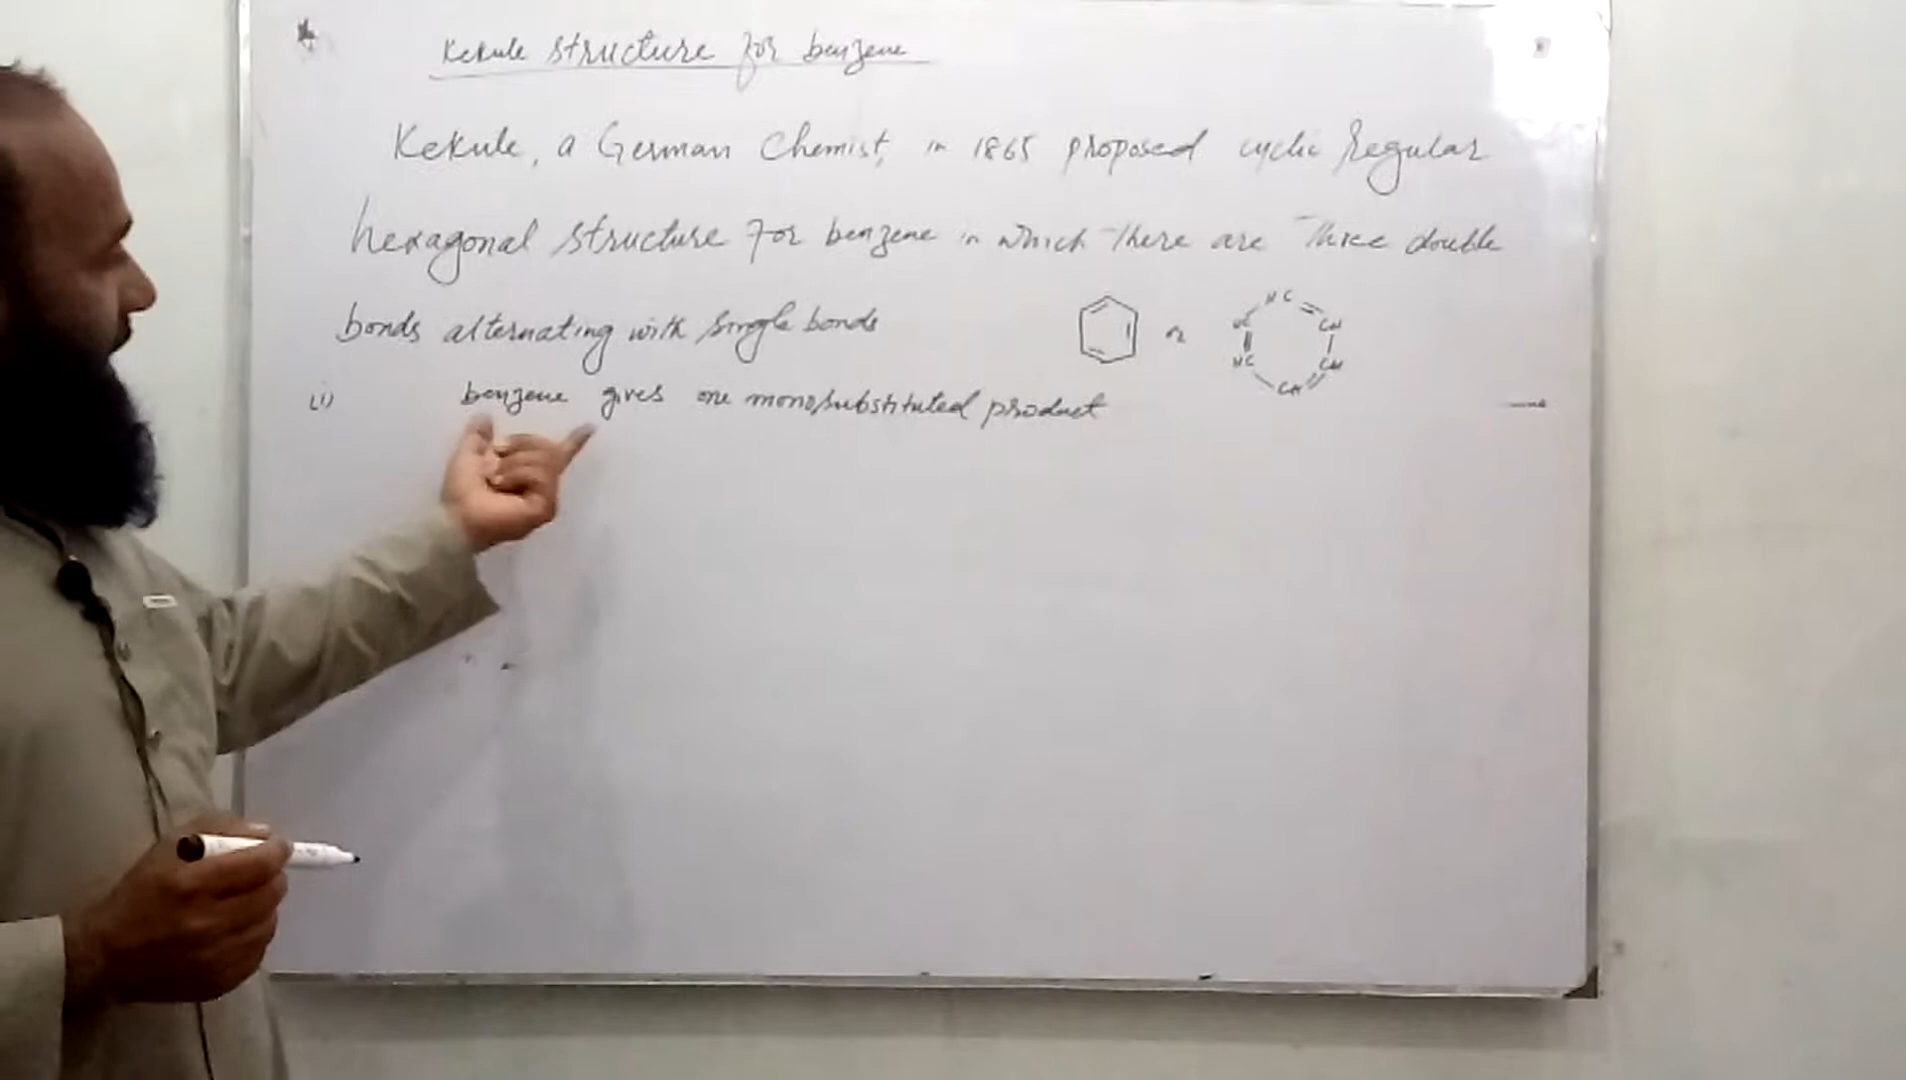 Kekule structure for benzene
Kekule, a German Chemist, in 1865 proposed cyclic regular
hexagonal structure for benzene in which there are Three double
bonds alternating with single bonds
or
HC CH
HC CH
HC CH
(i) benzene gives one monosubstituted product